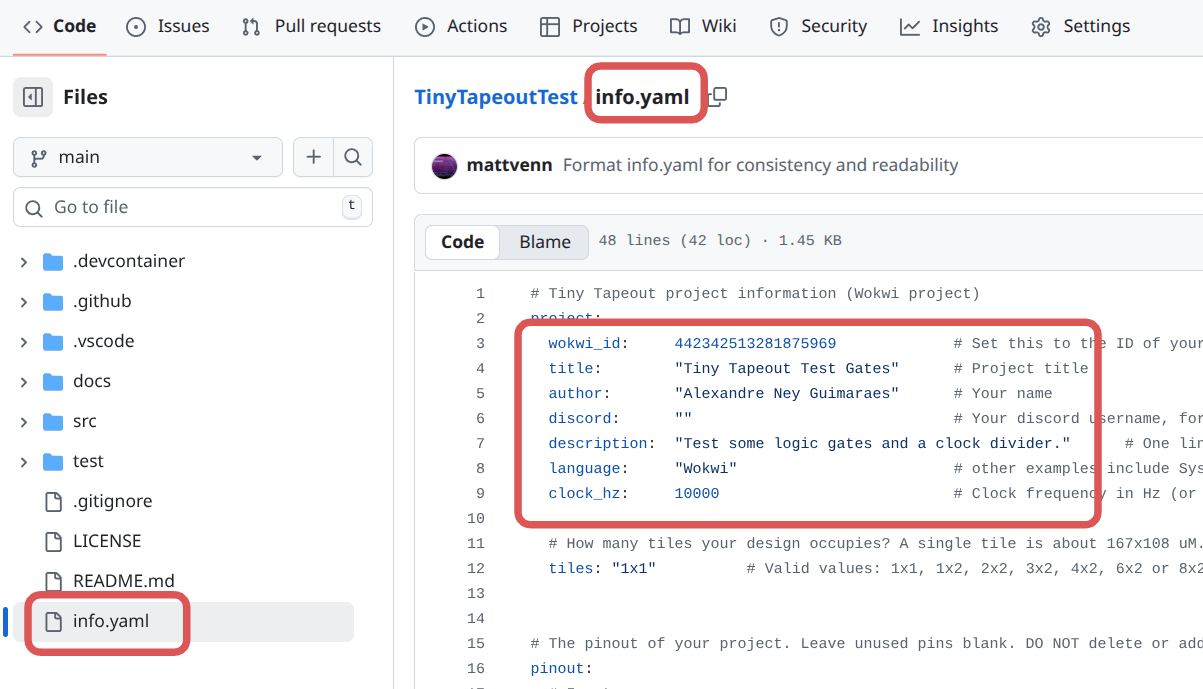 Code Issues Pull requests Actions Projects Wiki Security Insights Settings
Files
main
Go to file t
.devcontainer
.github
.vscode
docs
src
test
.gitignore
LICENSE
README.md
info.yaml
TinyTapeoutTest info.yaml
mattvenn Format info.yaml for consistency and readability
Code Blame 48 lines (42 loc) · 1.45 KB
1 # Tiny Tapeout project information (Wokwi project)
2 project:
3 wokwi_id: 442342513281875969 # Set this to the ID of your
4 title: "Tiny Tapeout Test Gates" # Project title
5 author: "Alexandre Ney Guimaraes" # Your name
6 discord: "" # Your discord username, for
7 description: "Test some logic gates and a clock divider." # One lin
8 language: "Wokwi" # other examples include Sys
9 clock_hz: 10000 # Clock frequency in Hz (or
10
11 # How many tiles your design occupies? A single tile is about 167x108 uM.
12 tiles: "1x1" # Valid values: 1x1, 1x2, 2x2, 3x2, 4x2, 6x2 or 8x2
13
14
15 # The pinout of your project. Leave unused pins blank. DO NOT delete or add
16 pinout: